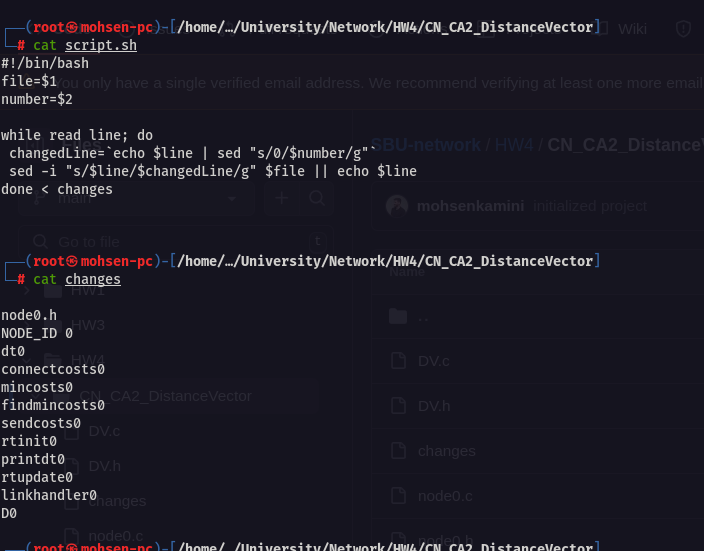 ┌──(root㉿mohsen-pc)-[/home/…/University/Network/HW4/CN_CA2_DistanceVector]
└─# cat script.sh
#!/bin/bash
file=$1
number=$2
while read line; do
changedLine=`echo $line | sed "s/0/$number/g"`
sed -i "s/$line/$changedLine/g" $file || echo $line
done < changes
┌──(root㉿mohsen-pc)-[/home/…/University/Network/HW4/CN_CA2_DistanceVector]
└─# cat changes
node0.h
NODE_ID 0
dt0
connectcosts0
mincosts0
findmincosts0
sendcosts0
rtinit0
printdt0
rtupdate0
linkhandler0
D0
┌──(root㉿mohsen-pc)-[/home/…/University/Network/HW4/CN_CA2_DistanceVector]
Wiki
You only have a single verified email address. We recommend verifying at least one more email
Files
SBU-network / HW4 / CN_CA2_DistanceV
main
mohsenkamini initialized project
Go to file
t
Name
HW1
HW3
HW4
CN_CA2_DistanceVector
DV.c
DV.h
changes
node0.c
..
DV.c
DV.h
changes
node0.c
node0.h